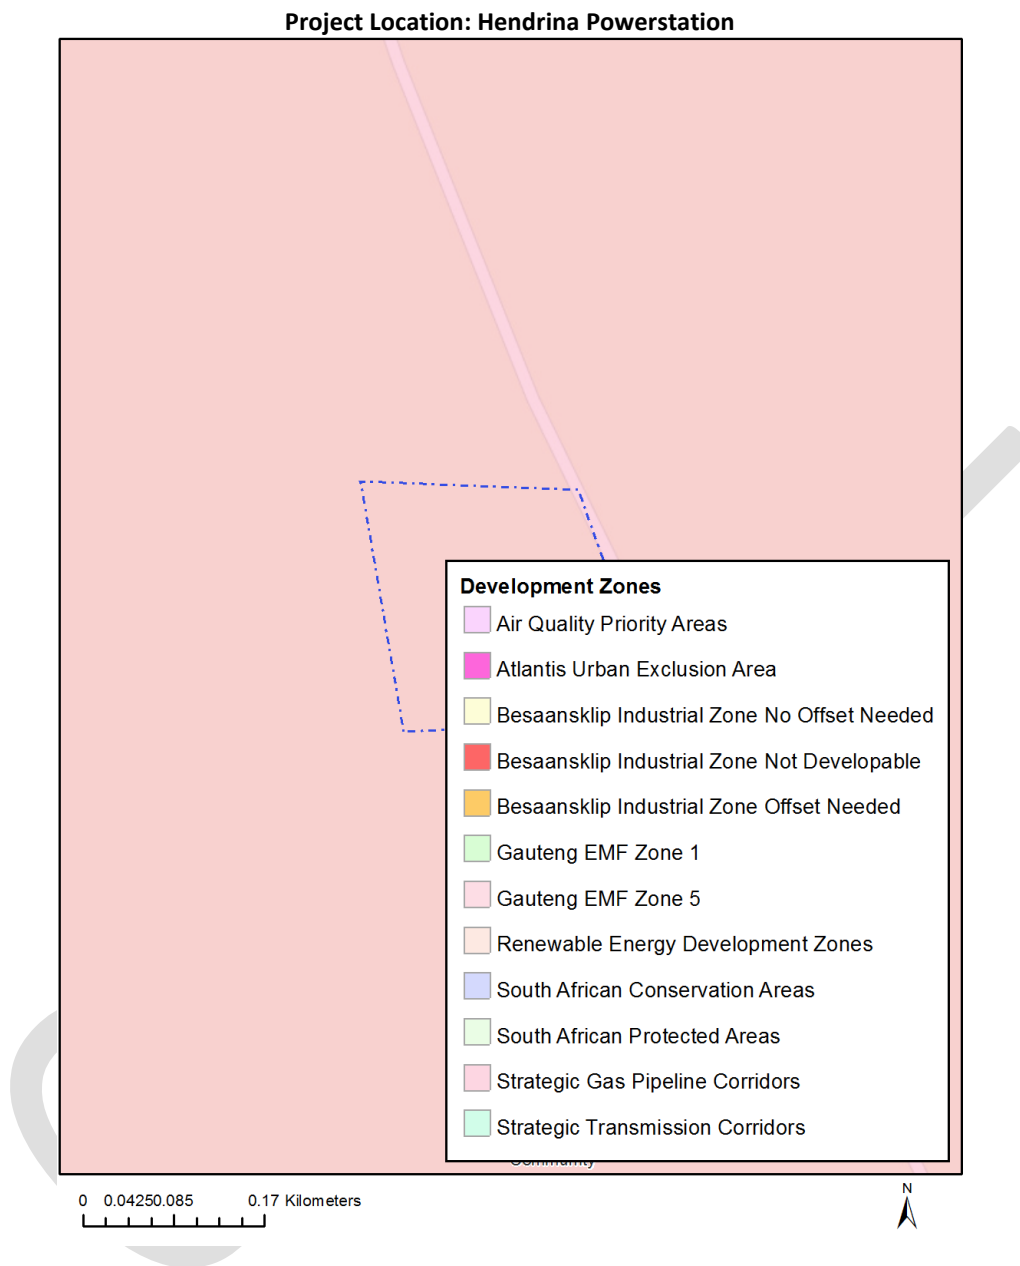 Project Location: Hendrina Powerstation
Development Zones
Air Quality Priority Areas
Atlantis Urban Exclusion Area
Besaansklip Industrial Zone No Offset Needed
Besaansklip Industrial Zone Not Developable
Besaansklip Industrial Zone Offset Needed
Gauteng EMF Zone 1
Gauteng EMF Zone 5
Renewable Energy Development Zones
South African Conservation Areas
South African Protected Areas
Strategic Gas Pipeline Corridors
Strategic Transmission Corridors
0 0.04250.085 0.17 Kilometers
N